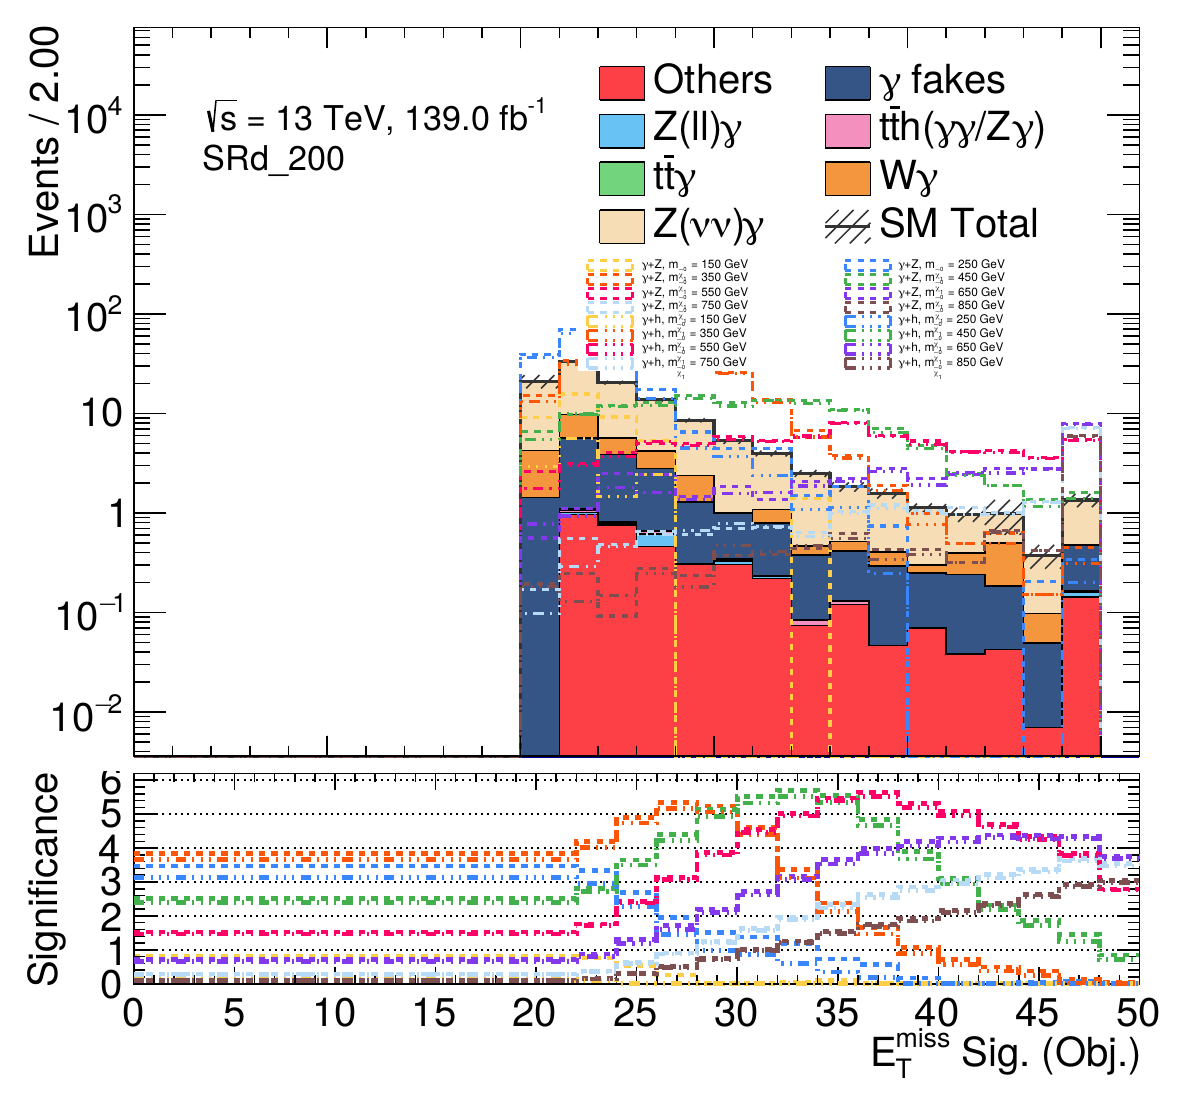 Events / 2.00
10⁴
10³
10²
10
1
10⁻¹
10⁻²
√s = 13 TeV, 139.0 fb⁻¹
SRd_200
Others
γ fakes
Z(ll)γ
tt̄h(γγ/Zγ)
tt̄γ
Wγ
Z(νν)γ
SM Total
γ+Z, m = 150 GeV
γ+Z, m = 250 GeV
γ+Z, m = 350 GeV
γ+Z, m = 450 GeV
γ+Z, m = 550 GeV
γ+Z, m = 650 GeV
γ+Z, m = 750 GeV
γ+Z, m = 850 GeV
γ+h, m = 150 GeV
γ+h, m = 250 GeV
γ+h, m = 350 GeV
γ+h, m = 450 GeV
γ+h, m = 550 GeV
γ+h, m = 650 GeV
γ+h, m = 750 GeV
γ+h, m = 850 GeV
Significance
6
5
4
3
2
1
0
0 5 10 15 20 25 30 35 40 45 50
E_T^miss Sig. (Obj.)